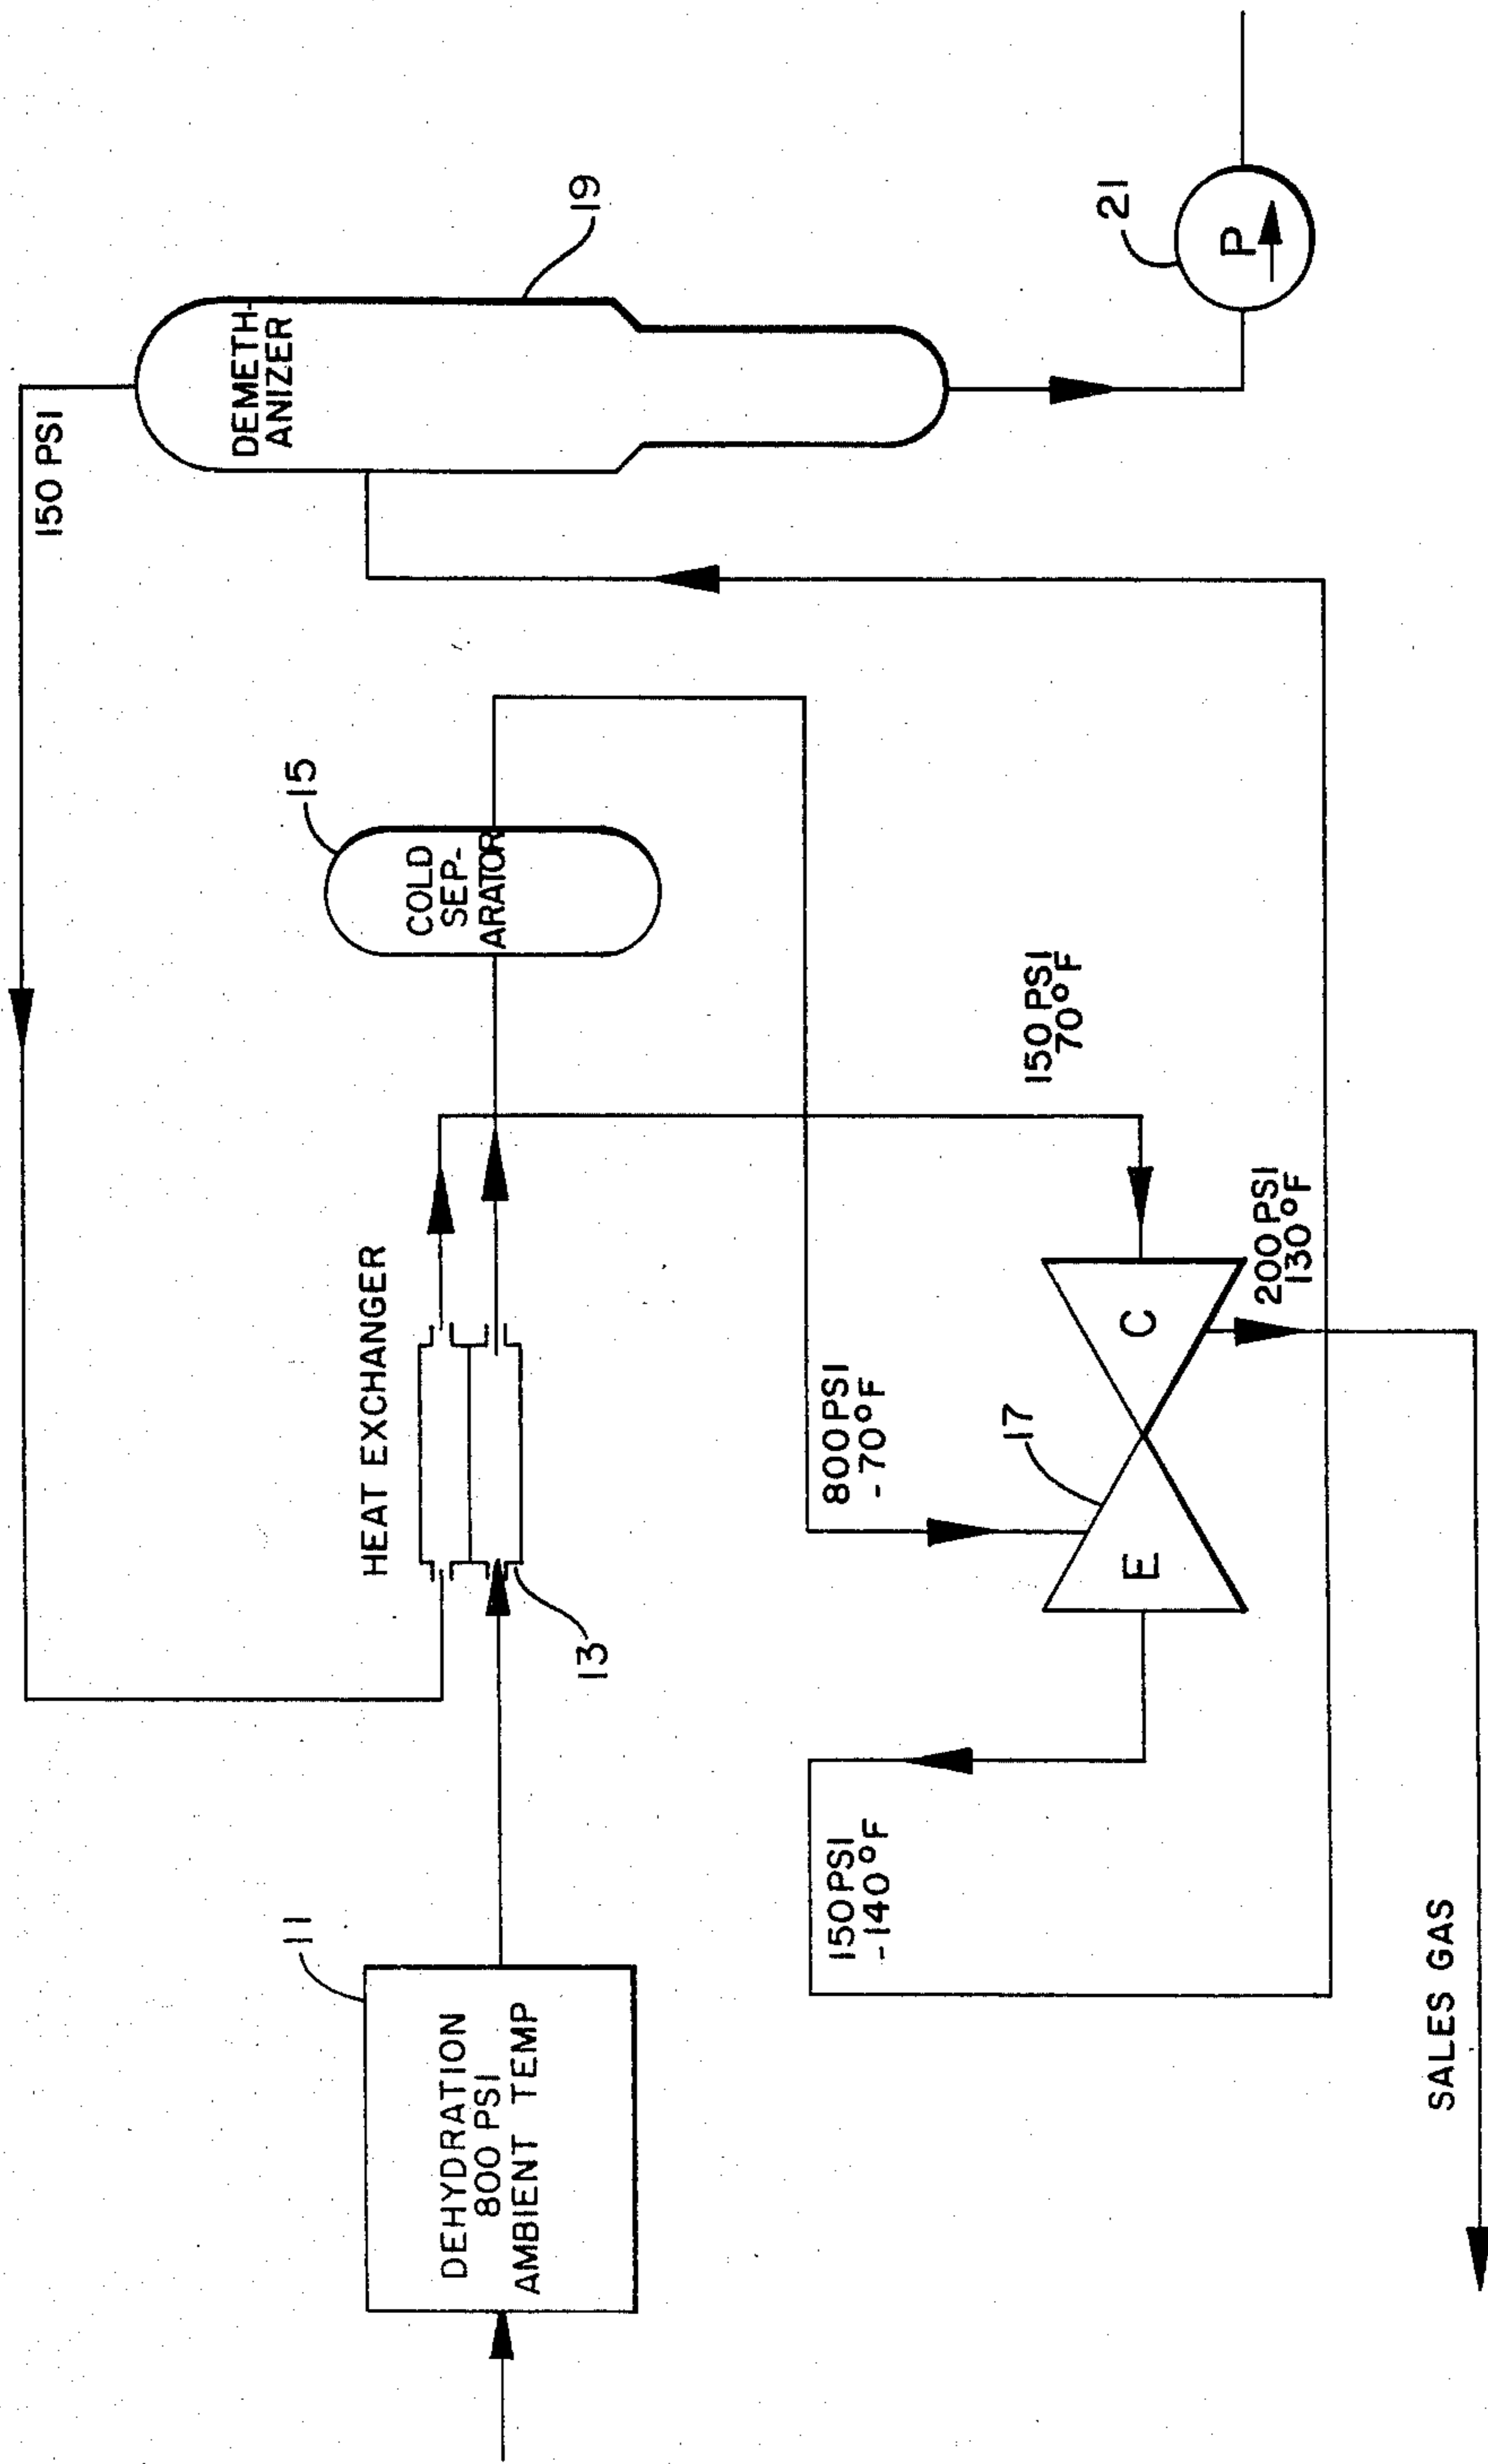 150 PSI
DEMETH-
ANIZER
19
21
P
15
COLD
SEP-
ARATOR
HEAT EXCHANGER
13
150 PSI
70°F
800 PSI
-70°F
17
E
C
200 PSI
130°F
11
DEHYDRATION
800 PSI
AMBIENT TEMP
150 PSI
-140°F
SALES GAS